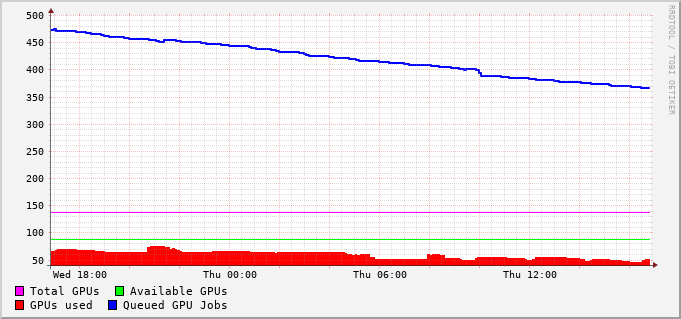 500
450
400
350
300
250
200
150
100
50
Wed 18:00 Thu 00:00 Thu 06:00 Thu 12:00
Total GPUs Available GPUs
GPUs used Queued GPU Jobs
RRDTOOL / TOBI OETIKER